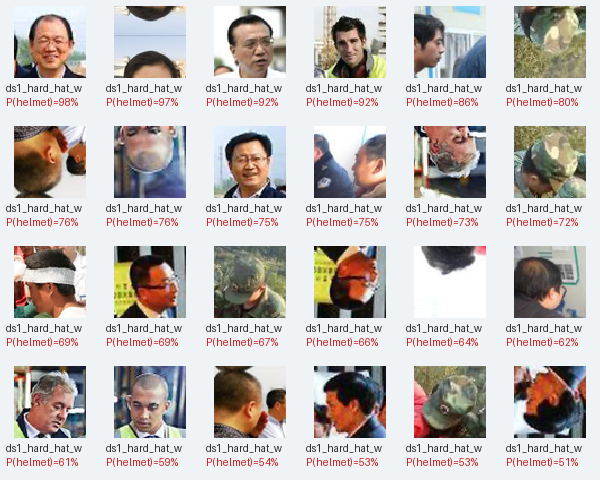 ds1_hard_hat_w ds1_hard_hat_w ds1_hard_hat_w ds1_hard_hat_w ds1_hard_hat_w ds1_hard_hat_w
P(helmet)=98% P(helmet)=97% P(helmet)=92% P(helmet)=92% P(helmet)=86% P(helmet)=80%
ds1_hard_hat_w ds1_hard_hat_w ds1_hard_hat_w ds1_hard_hat_w ds1_hard_hat_w ds1_hard_hat_w
P(helmet)=76% P(helmet)=76% P(helmet)=75% P(helmet)=75% P(helmet)=73% P(helmet)=72%
ds1_hard_hat_w ds1_hard_hat_w ds1_hard_hat_w ds1_hard_hat_w ds1_hard_hat_w ds1_hard_hat_w
P(helmet)=69% P(helmet)=69% P(helmet)=67% P(helmet)=66% P(helmet)=64% P(helmet)=62%
ds1_hard_hat_w ds1_hard_hat_w ds1_hard_hat_w ds1_hard_hat_w ds1_hard_hat_w ds1_hard_hat_w
P(helmet)=61% P(helmet)=59% P(helmet)=54% P(helmet)=53% P(helmet)=53% P(helmet)=51%